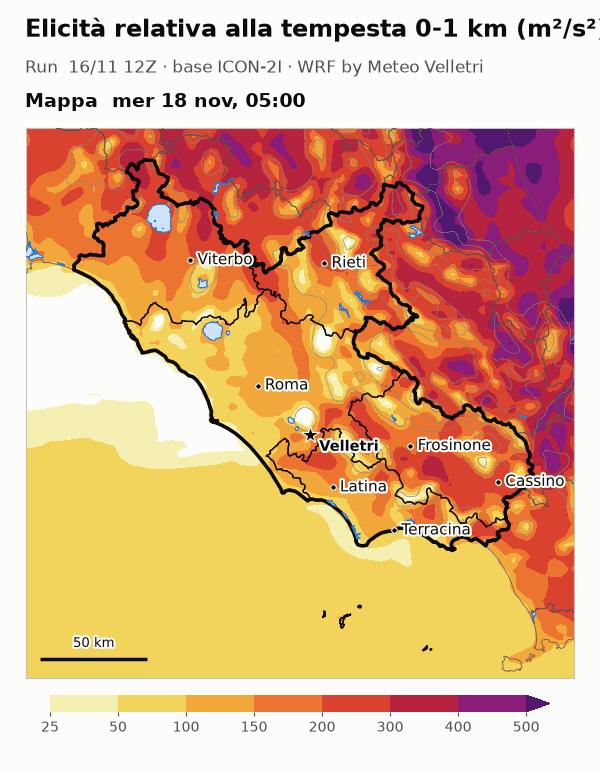 Elicità relativa alla tempesta 0-1 km (m²/s²)
Run 16/11 12Z · base ICON-2I · WRF by Meteo Velletri
Mappa mer 18 nov, 05:00
Viterbo
Rieti
Roma
Velletri
Frosinone
Latina
Cassino
Terracina
50 km
25 50 100 150 200 300 400 500